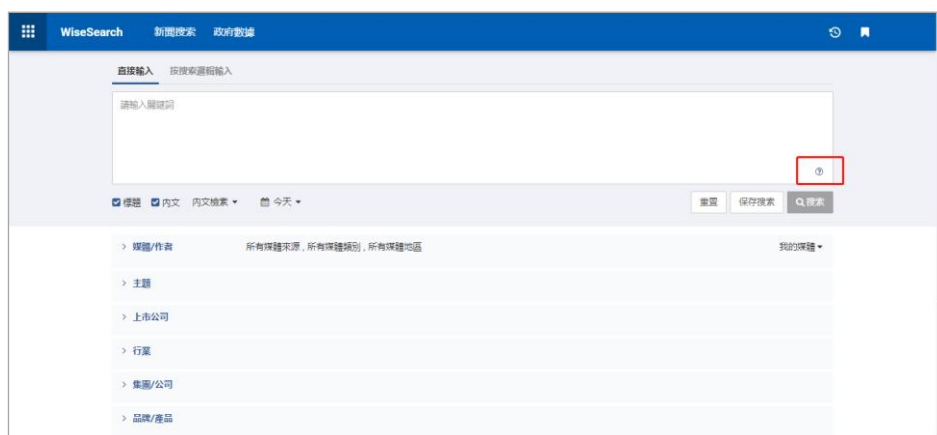 WiseSearch 新聞搜索 政府數據
直接輸入 按搜索邏輯輸入
請輸入關鍵詞
標題 內文 內文檢索 今天 重置 保存搜索 搜索
媒體/作者 所有媒體來源 , 所有媒體類別 , 所有媒體地區 我的媒體
主題
上市公司
行業
集團/公司
品牌/產品